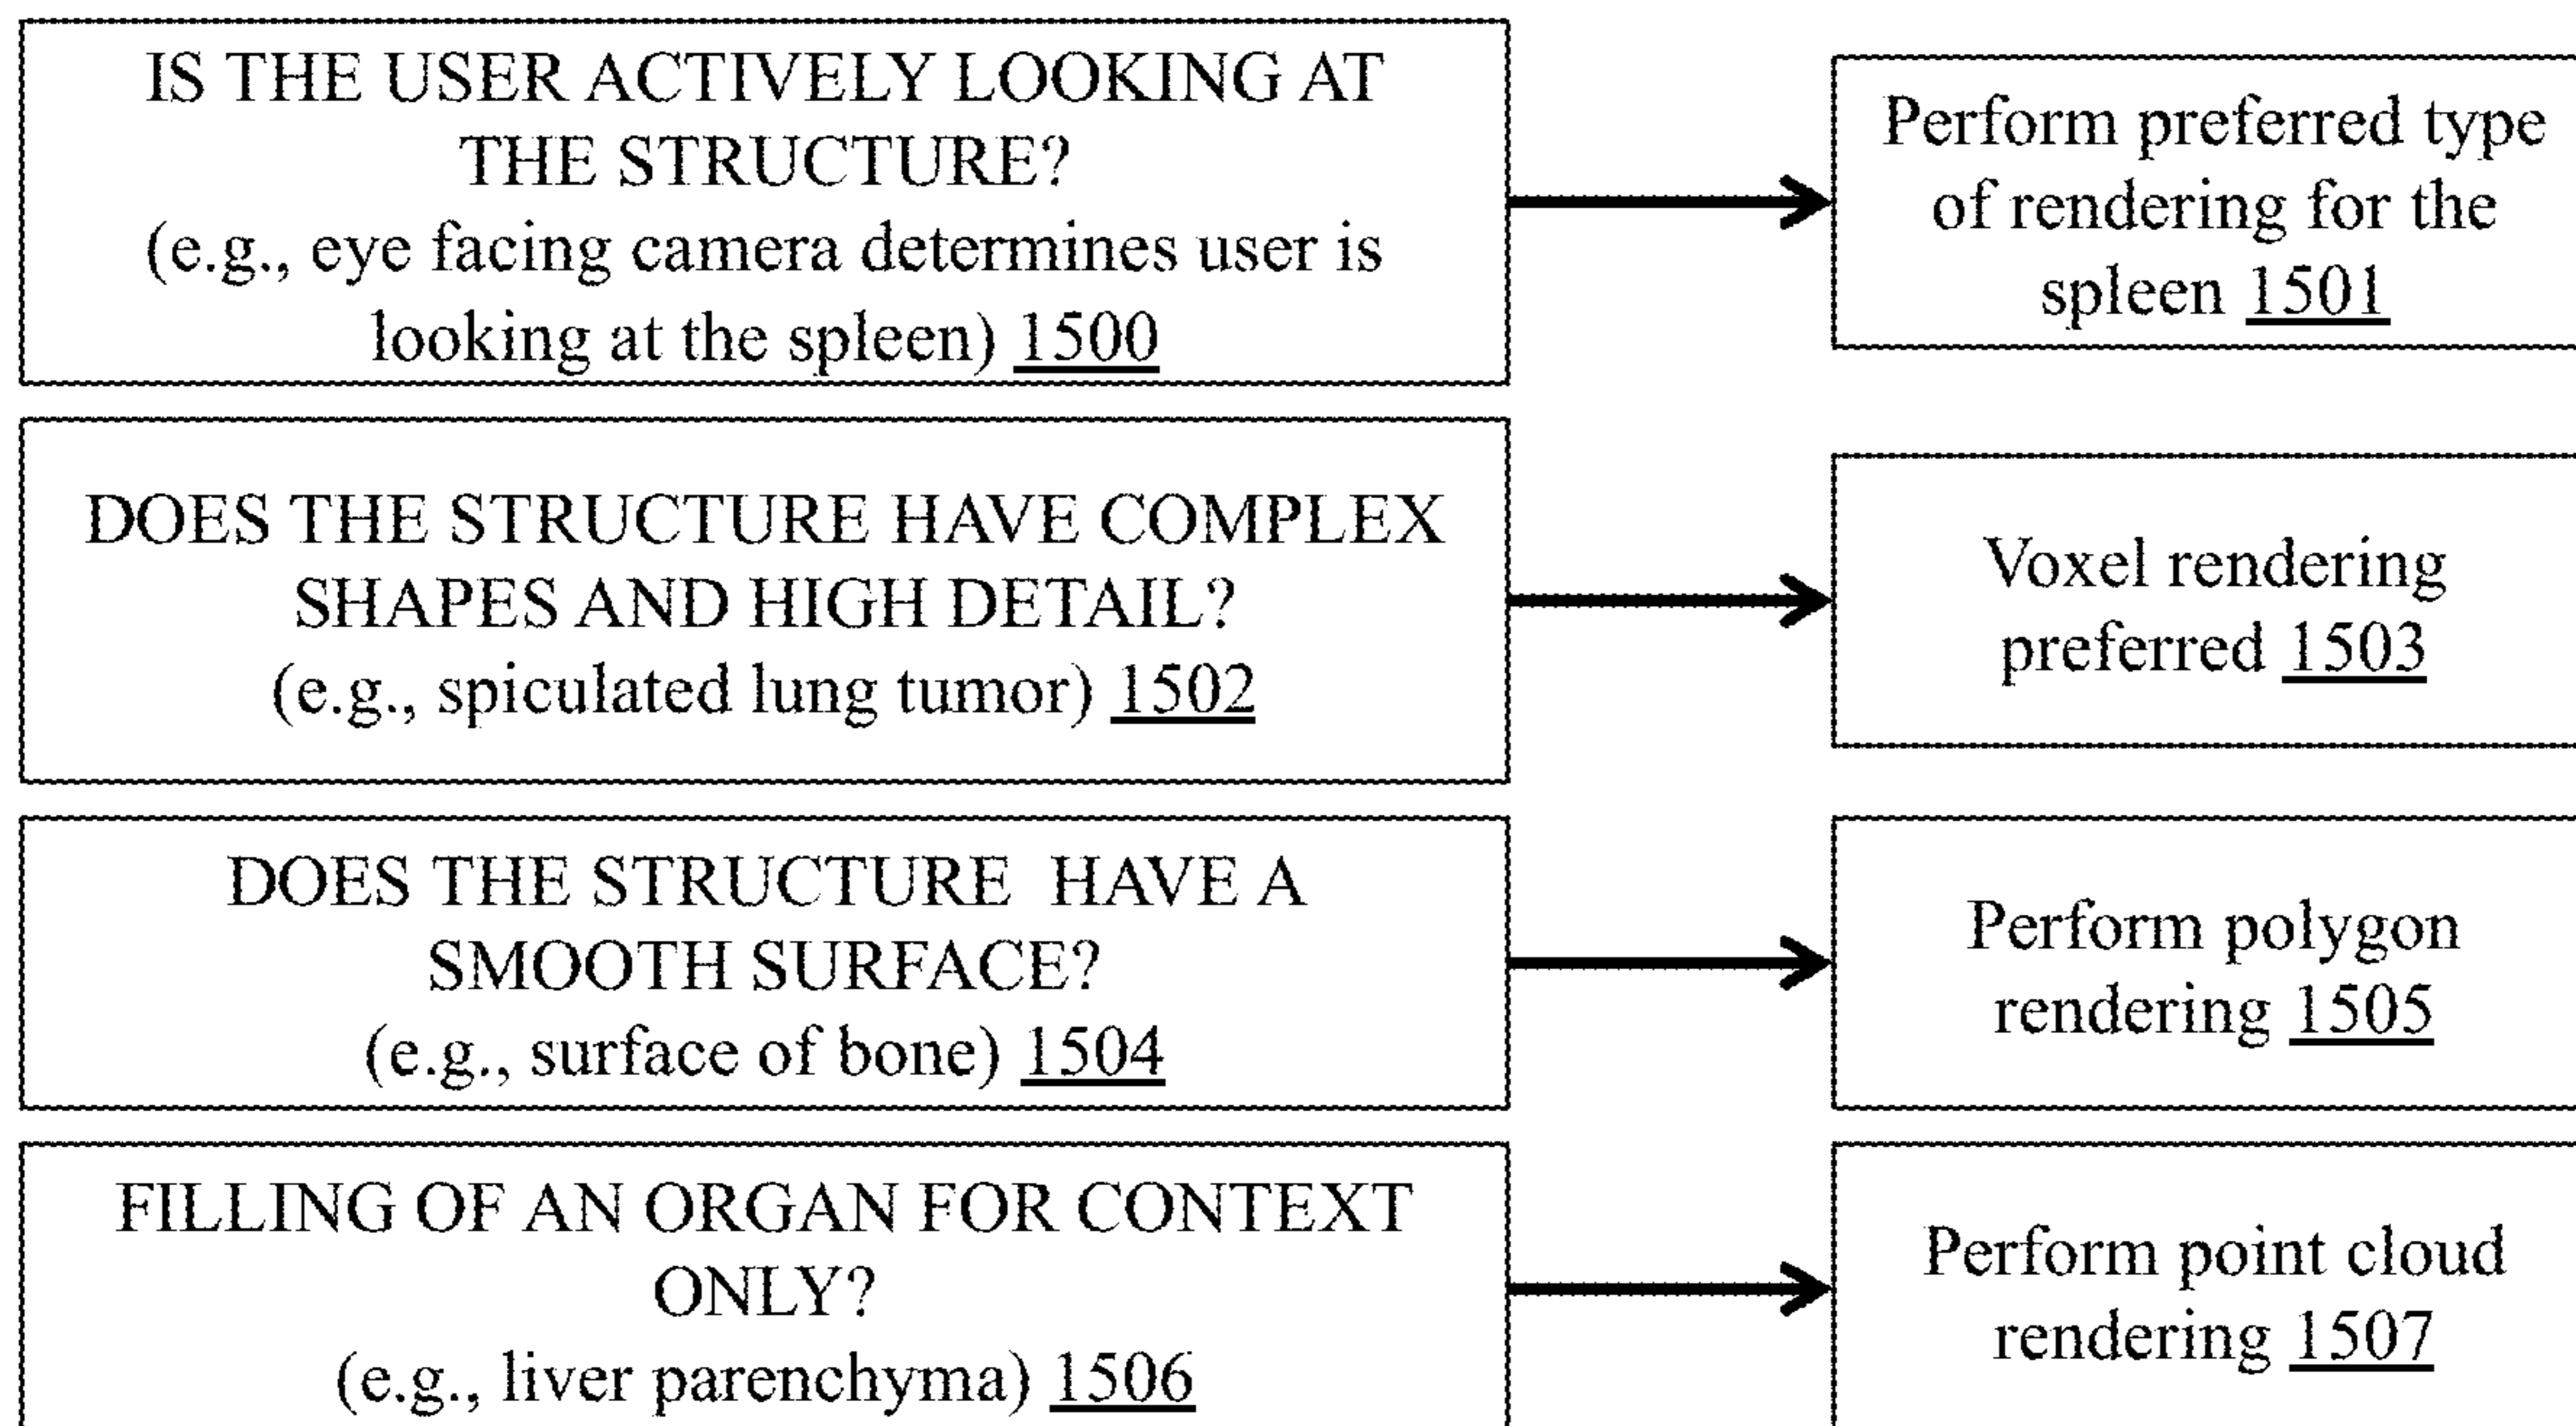 IS THE USER ACTIVELY LOOKING AT
THE STRUCTURE?
(e.g., eye facing camera determines user is
looking at the spleen) 1500
Perform preferred type
of rendering for the
spleen 1501
DOES THE STRUCTURE HAVE COMPLEX
SHAPES AND HIGH DETAIL?
(e.g., spiculated lung tumor) 1502
Voxel rendering
preferred 1503
DOES THE STRUCTURE HAVE A
SMOOTH SURFACE?
(e.g., surface of bone) 1504
Perform polygon
rendering 1505
FILLING OF AN ORGAN FOR CONTEXT
ONLY?
(e.g., liver parenchyma) 1506
Perform point cloud
rendering 1507